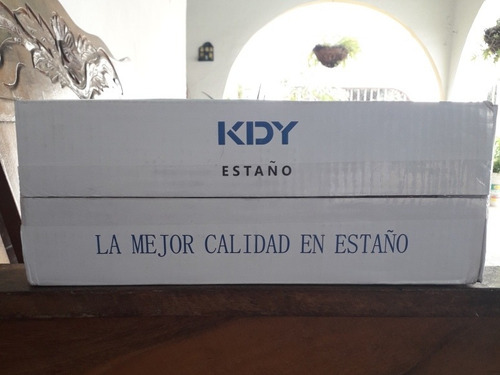 KDY
ESTAÑO
LA MEJOR CALIDAD EN ESTAÑO